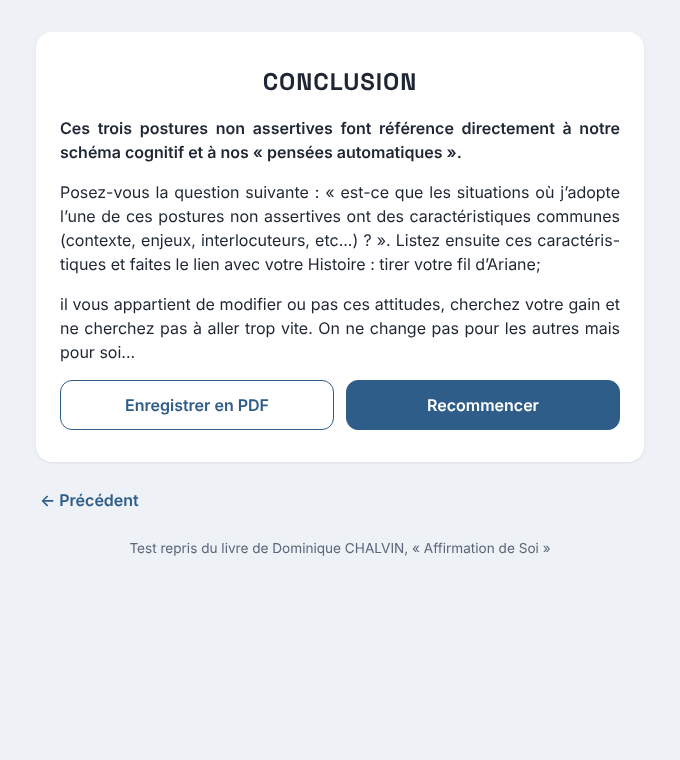 CONCLUSION
Ces trois postures non assertives font référence directement à notre
schéma cognitif et à nos « pensées automatiques ».
Posez-vous la question suivante : « est-ce que les situations où j’adopte
l’une de ces postures non assertives ont des caractéristiques communes
(contexte, enjeux, interlocuteurs, etc…) ? ». Listez ensuite ces caractéris-
tiques et faites le lien avec votre Histoire : tirer votre fil d’Ariane;
il vous appartient de modifier ou pas ces attitudes, cherchez votre gain et
ne cherchez pas à aller trop vite. On ne change pas pour les autres mais
pour soi…
Enregistrer en PDF
Recommencer
← Précédent
Test repris du livre de Dominique CHALVIN, « Affirmation de Soi »